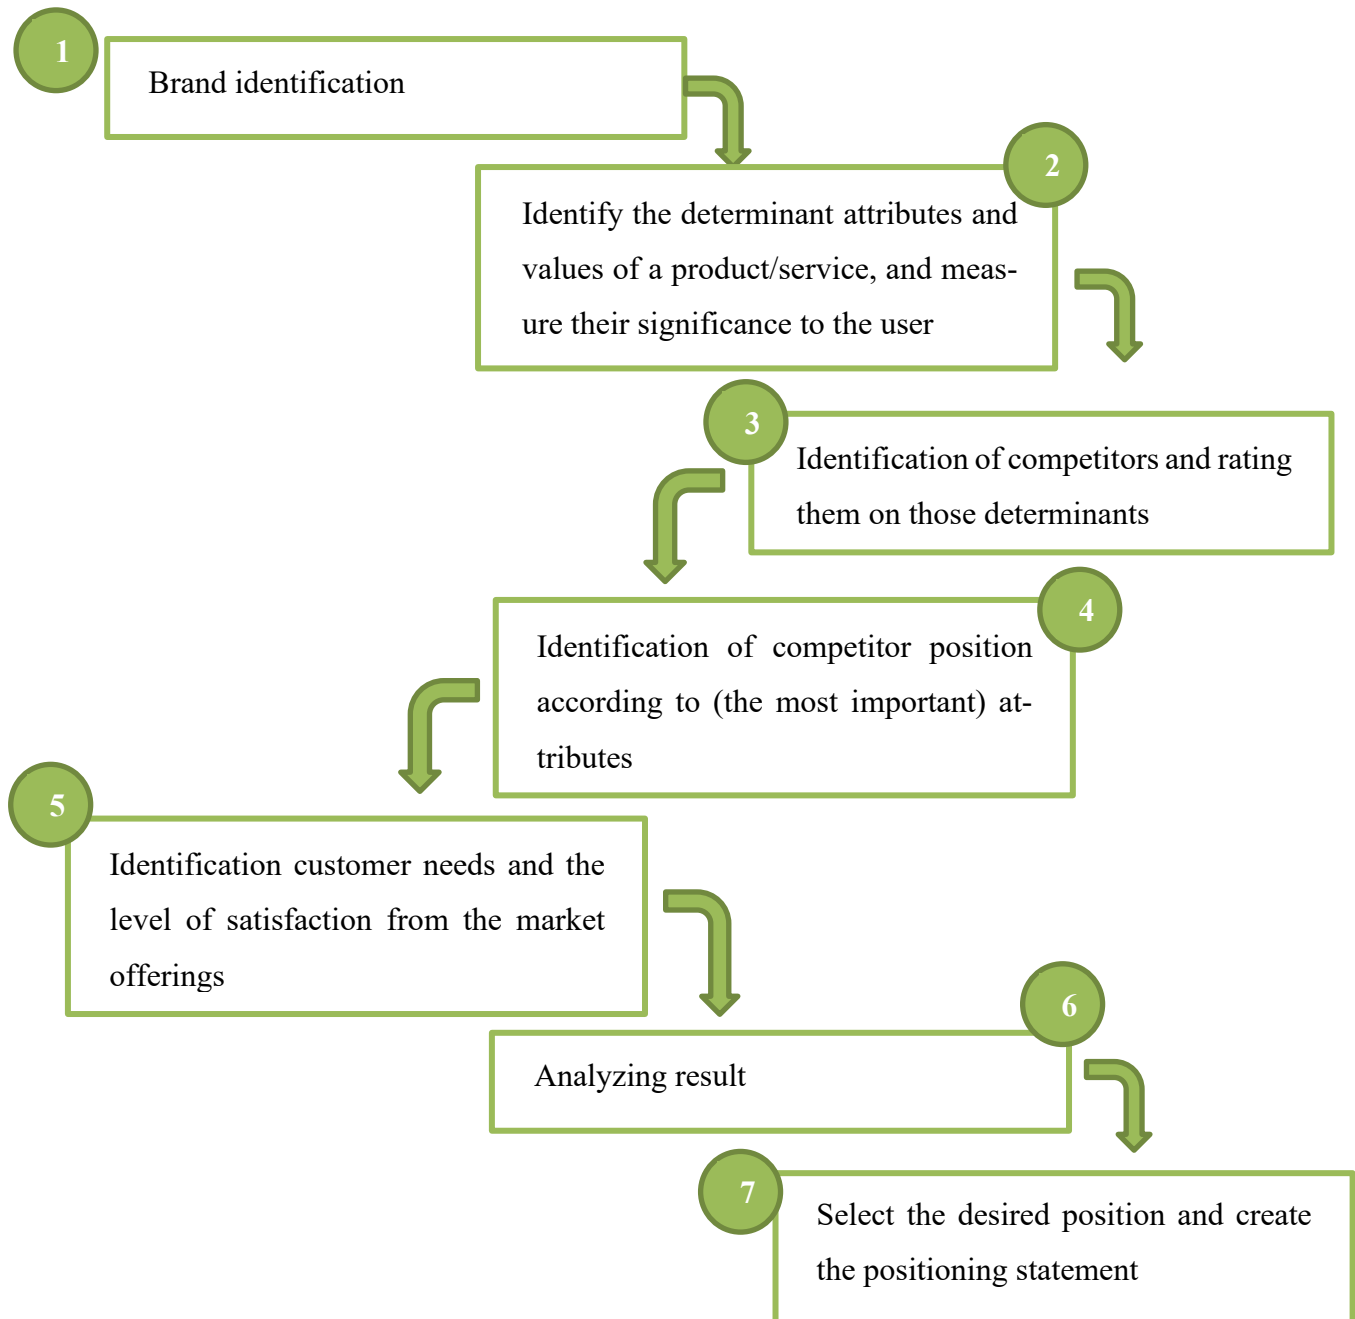 1
Brand identification
2
Identify the determinant attributes and
values of a product/service, and meas-
ure their significance to the user
3
Identification of competitors and rating
them on those determinants
4
Identification of competitor position
according to (the most important) at-
tributes
5
Identification customer needs and the
level of satisfaction from the market
offerings
6
Analyzing result
7
Select the desired position and create
the positioning statement